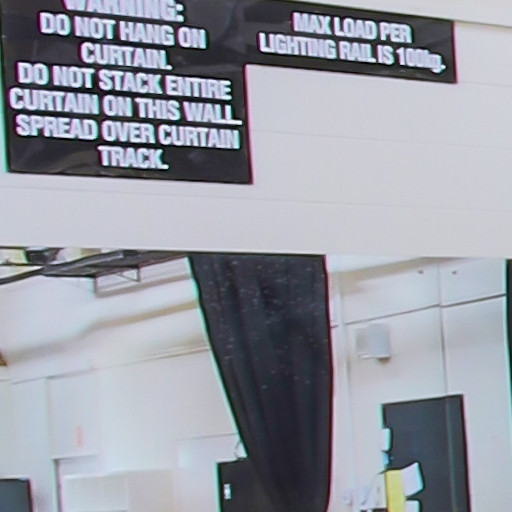 WARNING:
DO NOT HANG ON
CURTAIN.
DO NOT STACK ENTIRE
CURTAIN ON THIS WALL.
SPREAD OVER CURTAIN
TRACK.
MAX LOAD PER
LIGHTING RAIL IS 100kg.